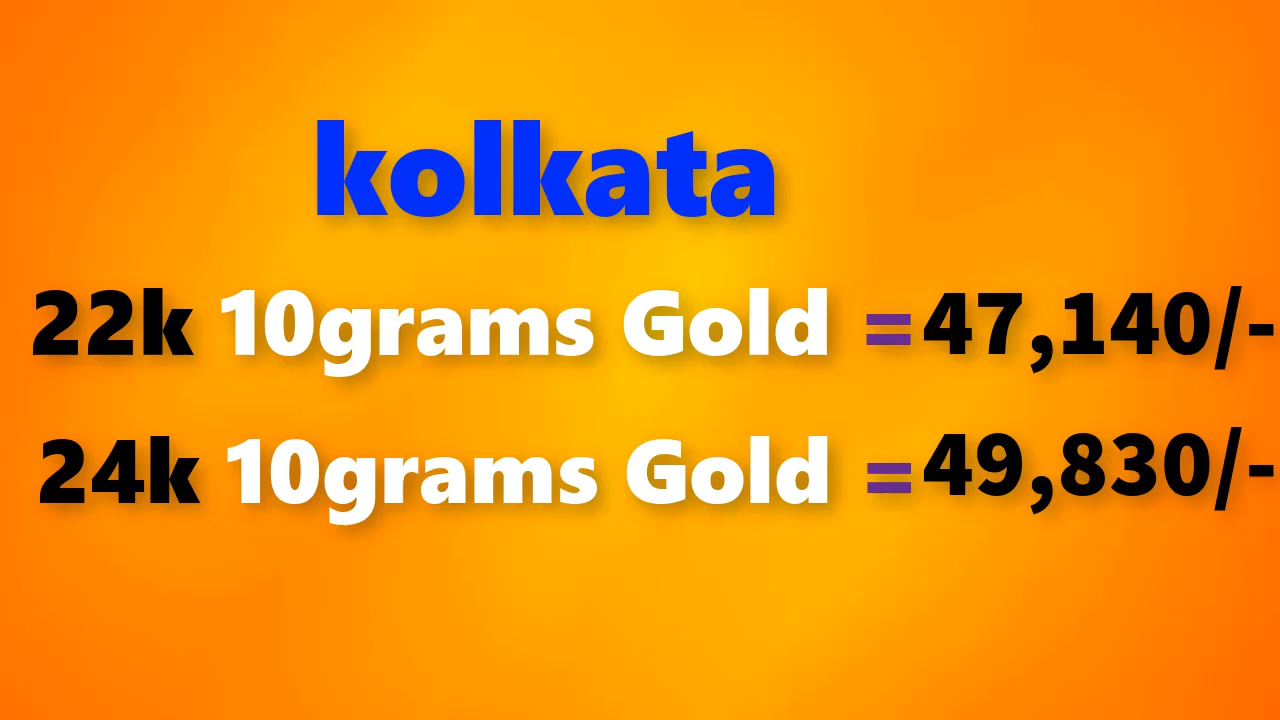 kolkata
22k 10grams Gold =47,140/-
24k 10grams Gold =49,830/-